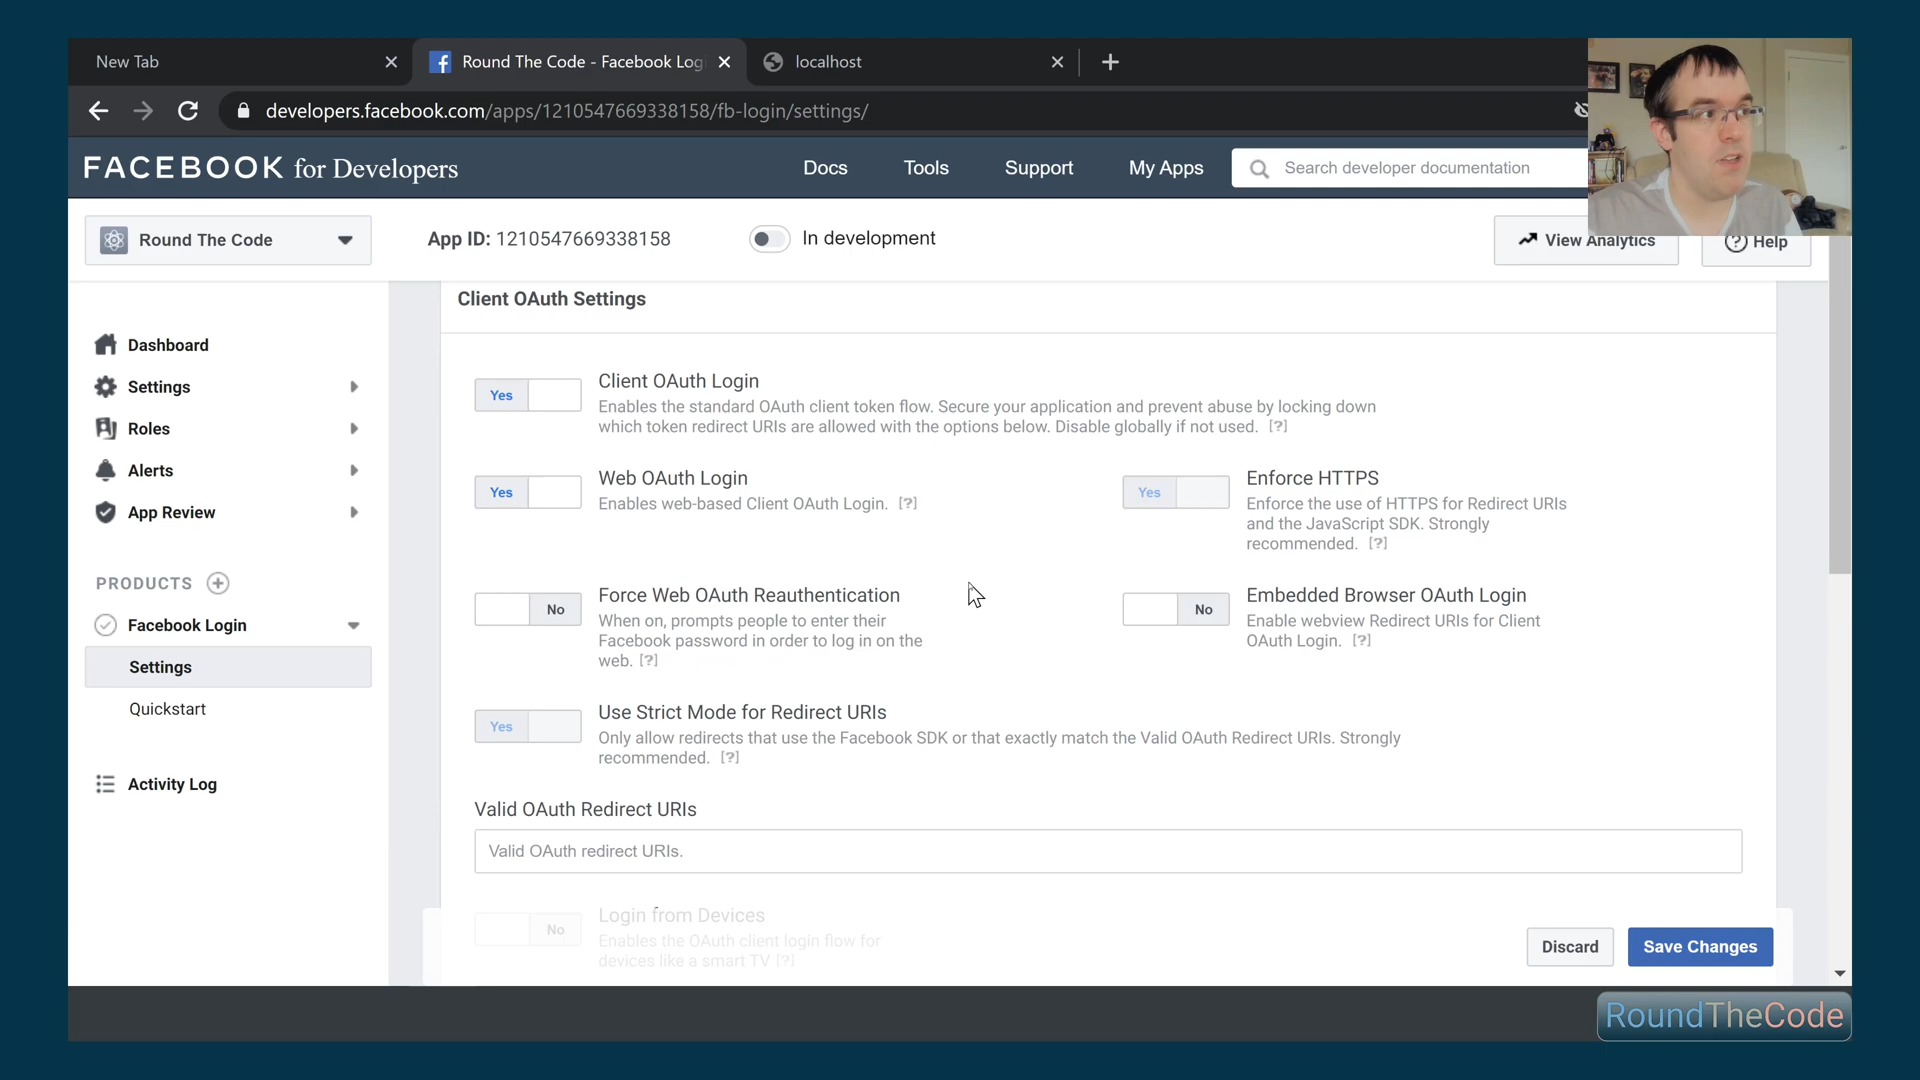 New Tab
Round The Code - Facebook Log
localhost
developers.facebook.com/apps/1210547669338158/fb-login/settings/
FACEBOOK for Developers
Docs
Tools
Support
My Apps
Search developer documentation
Round The Code
App ID: 1210547669338158
In development
View Analytics
Help
Client OAuth Settings
Dashboard
Settings
Roles
Alerts
App Review
PRODUCTS
Facebook Login
Settings
Quickstart
Activity Log
Yes
Client OAuth Login
Enables the standard OAuth client token flow. Secure your application and prevent abuse by locking down
which token redirect URIs are allowed with the options below. Disable globally if not used. [?]
Yes
Web OAuth Login
Enables web-based Client OAuth Login. [?]
Yes
Enforce HTTPS
Enforce the use of HTTPS for Redirect URIs
and the JavaScript SDK. Strongly
recommended. [?]
No
Force Web OAuth Reauthentication
When on, prompts people to enter their
Facebook password in order to log in on the
web. [?]
No
Embedded Browser OAuth Login
Enable webview Redirect URIs for Client
OAuth Login. [?]
Yes
Use Strict Mode for Redirect URIs
Only allow redirects that use the Facebook SDK or that exactly match the Valid OAuth Redirect URIs. Strongly
recommended. [?]
Valid OAuth Redirect URIs
Valid OAuth redirect URIs.
No
Login from Devices
Enables the OAuth client login flow for
devices like a smart TV [?]
Discard
Save Changes
RoundTheCode